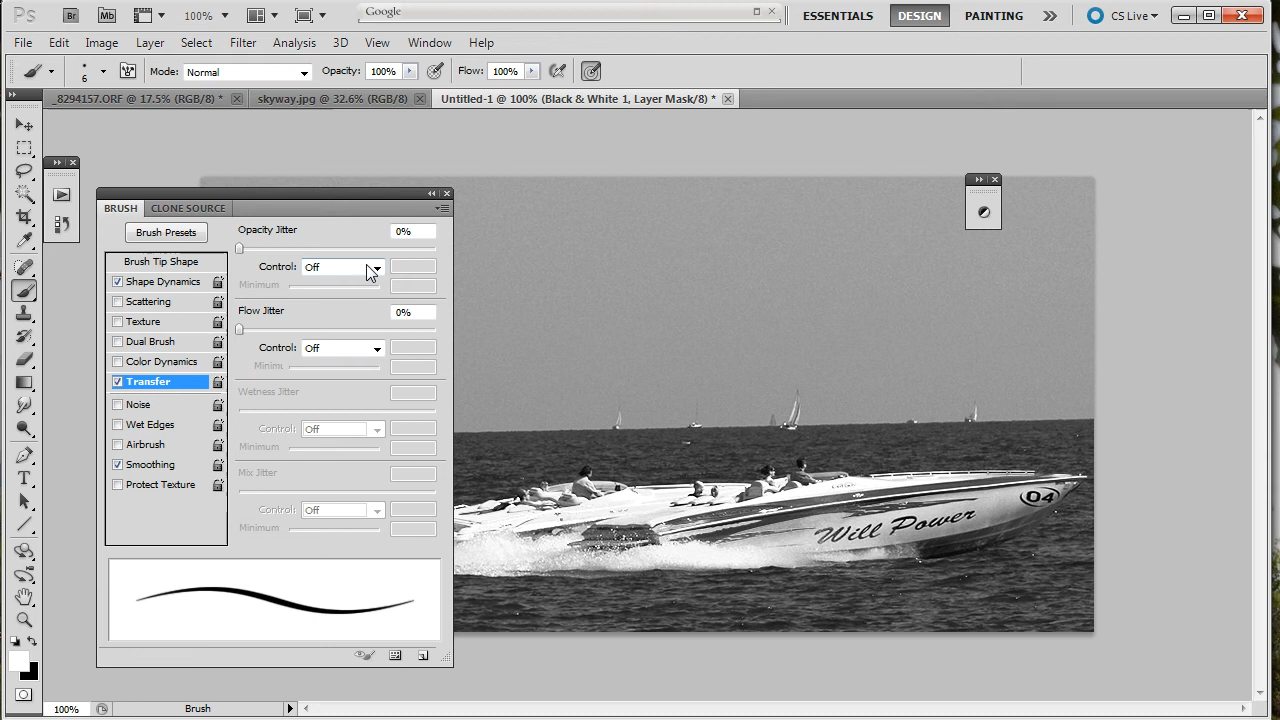 Ps Br Mb 100% Google ESSENTIALS DESIGN PAINTING CS Live
File Edit Image Layer Select Filter Analysis 3D View Window Help
6 Mode: Normal Opacity: 100% Flow: 100%
_8294157.ORF @ 17.5% (RGB/8) * skyway.jpg @ 32.6% (RGB/8) Untitled-1 @ 100% (Black & White 1, Layer Mask/8) *
BRUSH CLONE SOURCE
Brush Presets
Brush Tip Shape
Shape Dynamics
Scattering
Texture
Dual Brush
Color Dynamics
Transfer
Noise
Wet Edges
Airbrush
Smoothing
Protect Texture
Opacity Jitter 0%
Control: Off
Minimum
Flow Jitter 0%
Control: Off
Minimu
Wetness Jitter
Control: Off
Minimum
Mix Jitter
Control: Off
Minimum
04
Will Power
T
100% Brush